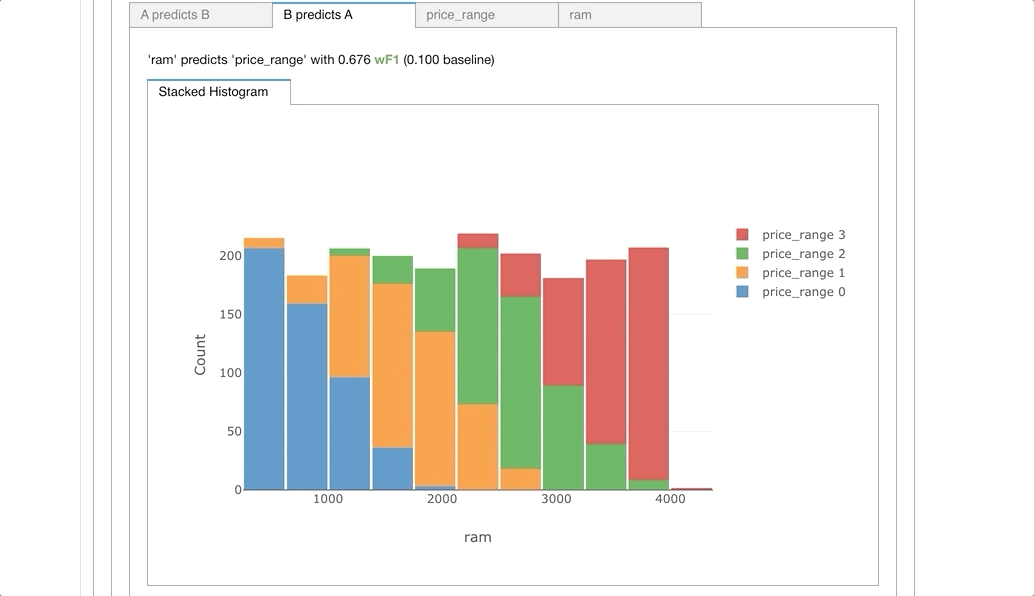 A predicts B
B predicts A
price_range
ram
'ram' predicts 'price_range' with 0.676 wF1 (0.100 baseline)
Stacked Histogram
price_range 3
price_range 2
price_range 1
price_range 0
200
150
100
50
0
Count
1000
2000
3000
4000
ram